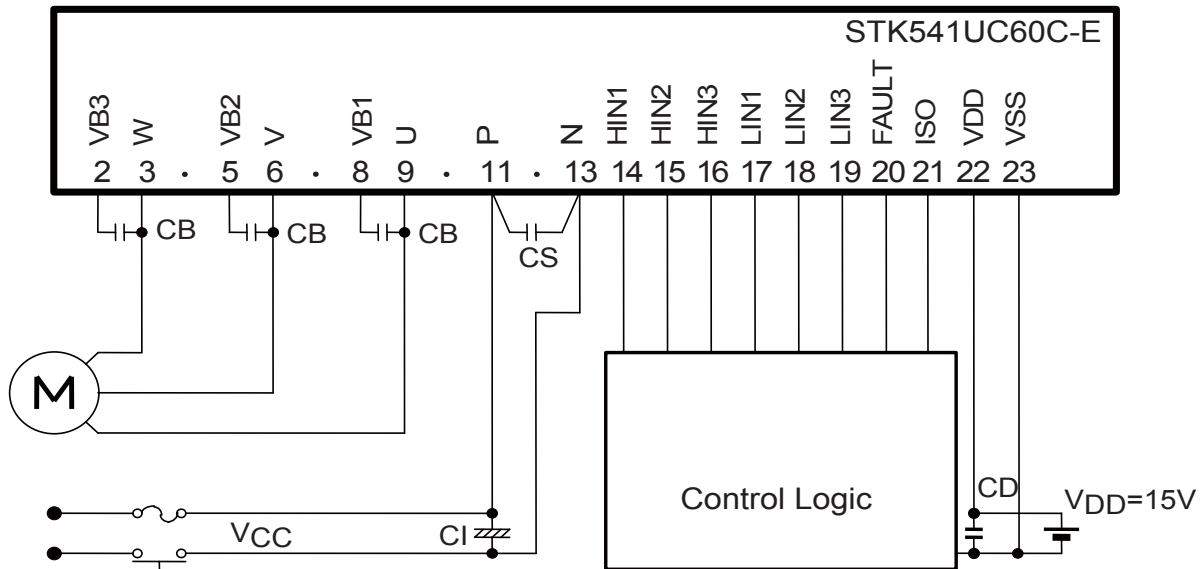 STK541UC60C-E
VB3 W VB2 V VB1 U P N HIN1 HIN2 HIN3 LIN1 LIN2 LIN3 FAULT ISO VDD VSS
2 3 · 5 6 · 8 9 · 11 · 13 14 15 16 17 18 19 20 21 22 23
CB CB CB
CS
M
Control Logic
CD VDD=15V
VCC CI